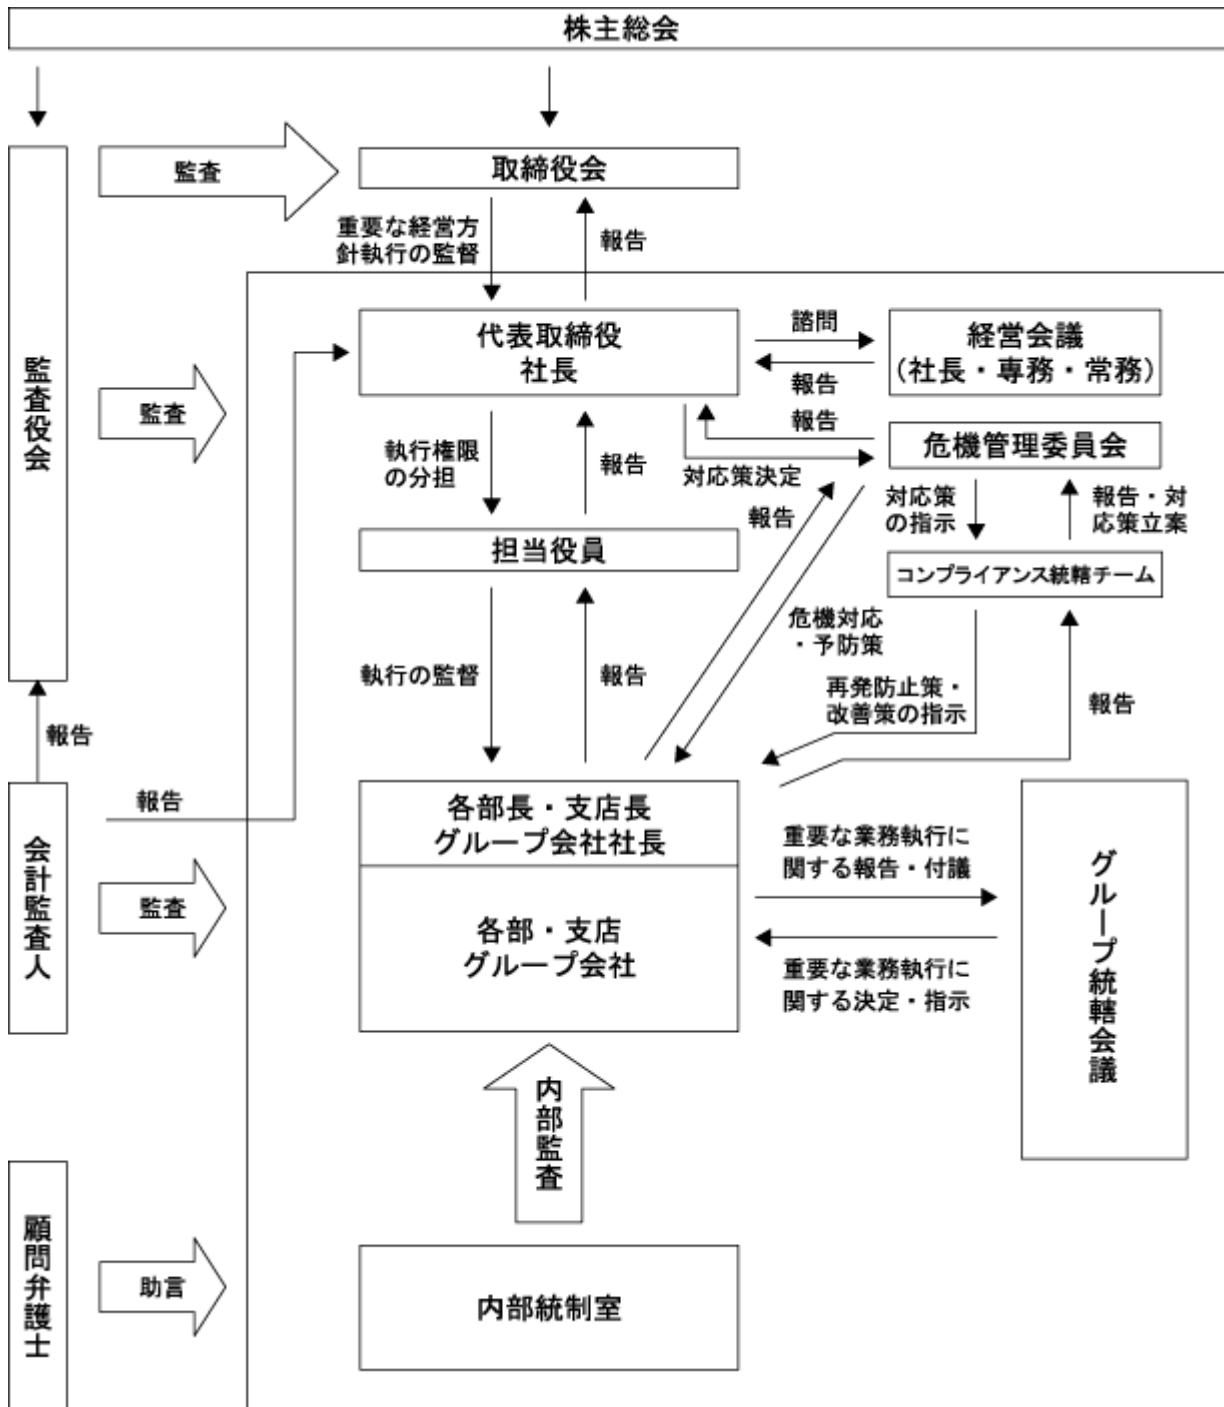 株主総会
監査
取締役会
重要な経営方
針執行の監督
報告
監査役会
代表取締役
社長
諮問
報告
経営会議
(社長・専務・常務)
監査
執行権限
の分担
報告
報告
対応策決定
危機管理委員会
報告
対応策
の指示
報告・対
応策立案
担当役員
コンプライアンス統轄チーム
危機対応
・予防策
執行の監督
報告
再発防止策・
改善策の指示
報告
報告
報告
会計監査人
各部長・支店長
グループ会社社長
重要な業務執行に
関する報告・付議
監査
各部・支店
グループ会社
重要な業務執行に
関する決定・指示
グループ統轄会議
内部監査
顧問弁護士
助言
内部統制室